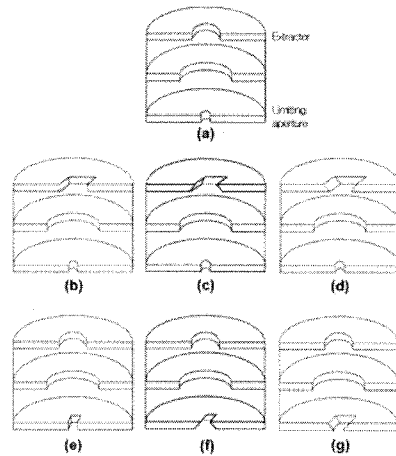 Extractor
Limiting
aperture
(a)
(b) (c) (d)
(e) (f) (g)